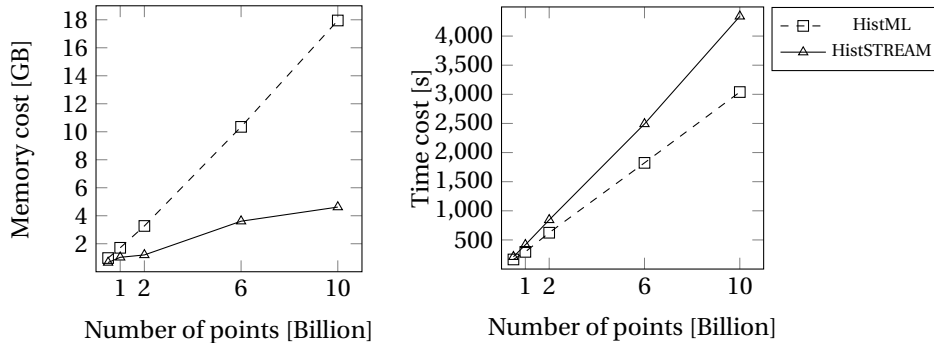 18
16
14
12
10
8
6
4
2
Memory cost [GB]
1 2 6 10
Number of points [Billion]
4,000
3,500
3,000
2,500
2,000
1,500
1,000
500
Time cost [s]
1 2 6 10
Number of points [Billion]
HistML
HistSTREAM